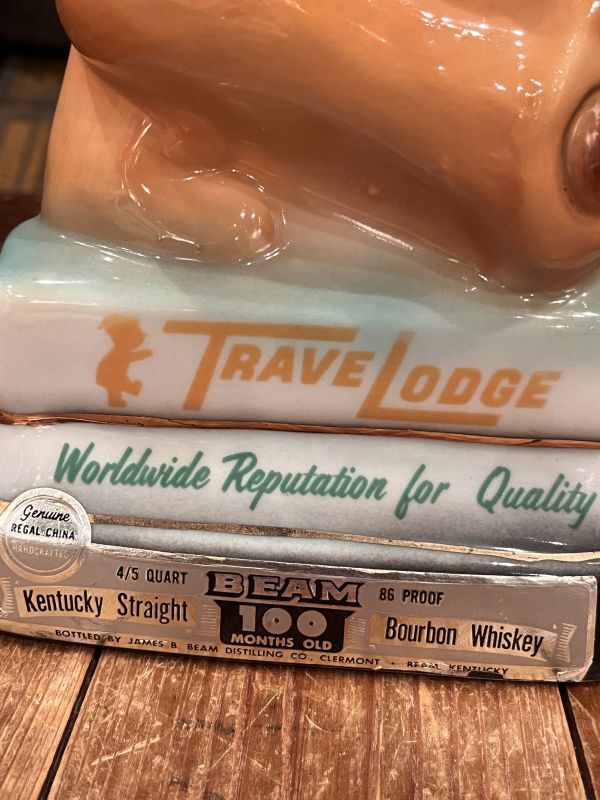 TRAVELODGE
Worldwide Reputation for Quality
Genuine
REGAL CHINA
HANDCRAFTED
4/5 QUART
BEAM
86 PROOF
Kentucky Straight
100
MONTHS OLD
Bourbon Whiskey
BOTTLED BY JAMES B. BEAM DISTILLING CO., CLERMONT • BEAM, KENTUCKY